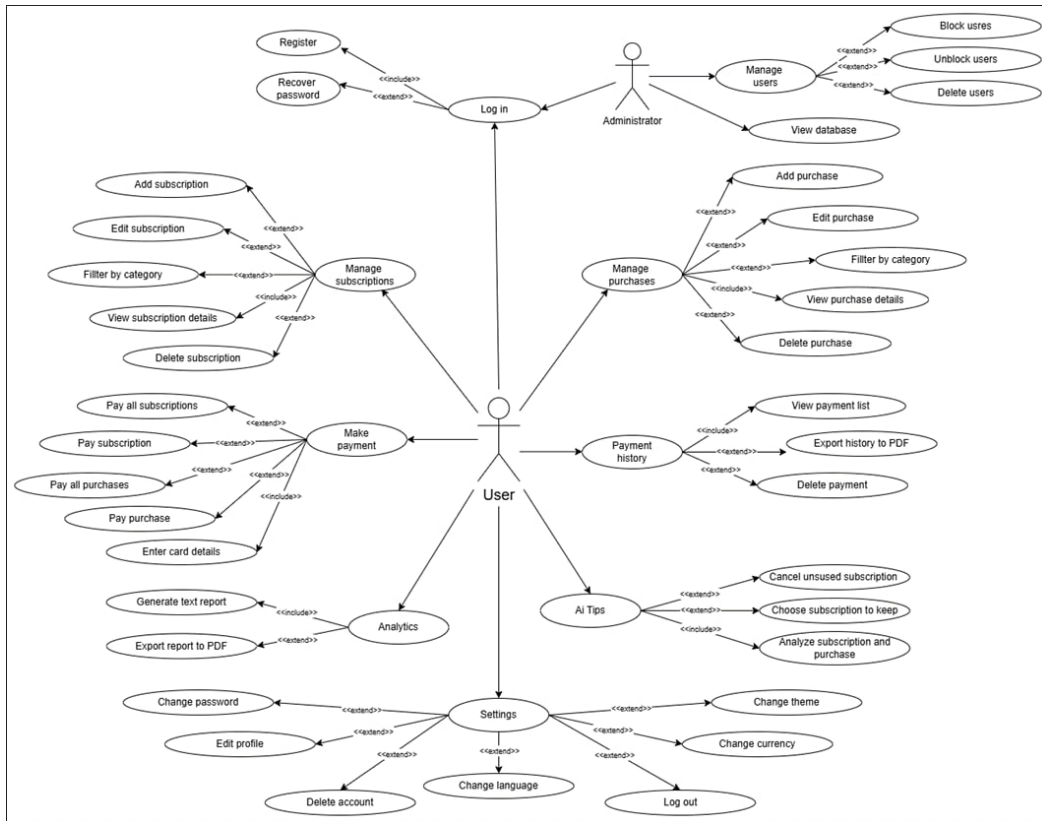 Register
<<include>>
Recover
password
<<extend>>
Log in
Administrator
Manage
users
<<extend>>
Block usres
<<extend>>
Unblock users
<<extend>>
Delete users
View database
Add subscription
<<extend>>
Edit subscription
<<extend>>
Fillter by category
<<extend>>
Manage
subscriptions
<<include>>
View subscription details
<<extend>>
Delete subscription
Add purchase
<<extend>>
Edit purchase
<<extend>>
Manage
purchases
<<extend>>
Fillter by category
<<include>>
View purchase details
<<extend>>
Delete purchase
Pay all subscriptions
<<extend>>
Pay subscription
<<extend>>
Make
payment
<<extend>>
Pay all purchases
<<extend>>
Pay purchase
<<include>>
Enter card details
User
Payment
history
View payment list
<<include>>
Export history to PDF
<<extend>>
<<extend>>
Delete payment
Generate text report
<<include>>
Analytics
Export report to PDF
<<extend>>
Ai Tips
Cancel unsused subscription
<<extend>>
<<extend>>
Choose subscription to keep
<<include>>
Analyze subscription and
purchase
Change password
<<extend>>
Settings
<<extend>>
Change theme
Edit profile
<<extend>>
<<extend>>
Change currency
<<extend>>
Delete account
<<extend>>
Change language
<<extend>>
Log out